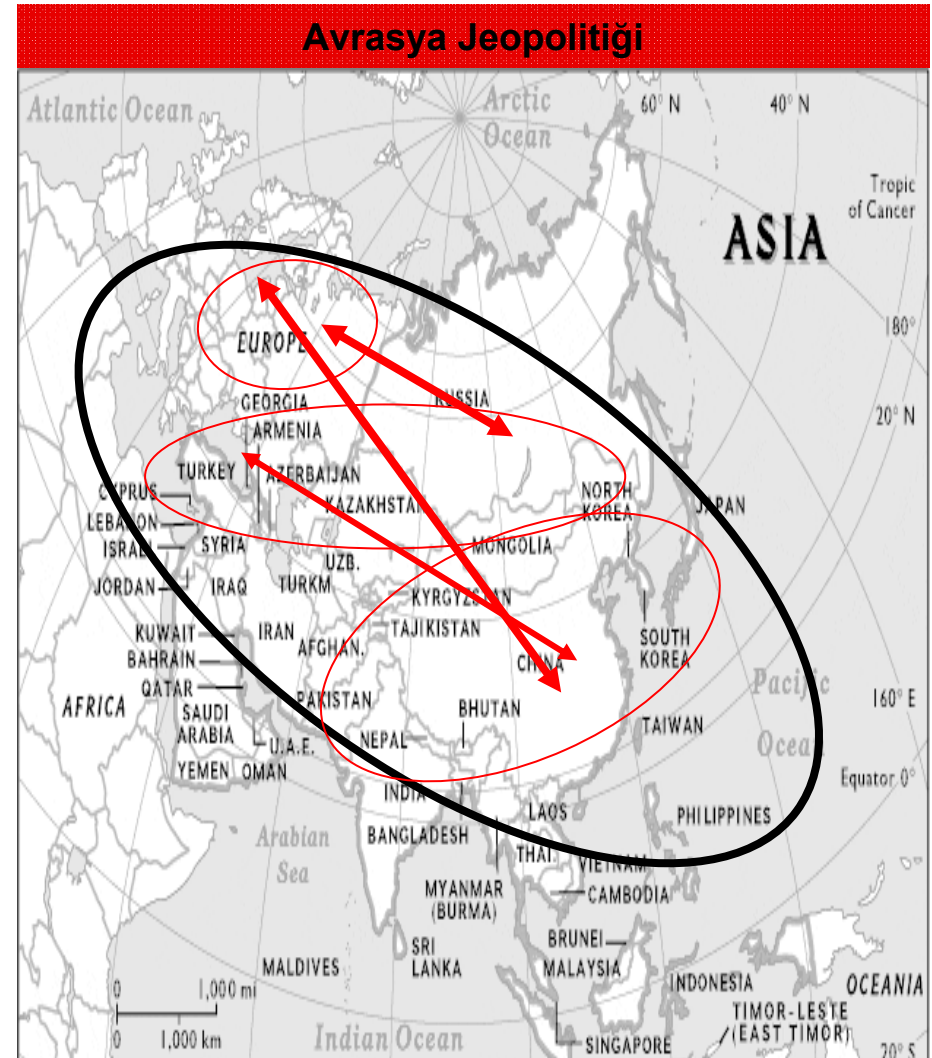 Avrasya Jeopolitiği
Atlantic Ocean
Arctic
Ocean
60° N
40° N
Tropic
of Cancer
ASIA
180°
EUROPE
20° N
RUSSIA
GEORGIA
ARMENIA
TURKEY
AZERBAIJAN
CYPRUS
KAZAKHSTAN
NORTH
KOREA
JAPAN
LEBANON
ISRAEL
SYRIA
MONGOLIA
UZB.
JORDAN
IRAQ
TURKM
KYRGYZSTAN
KUWAIT
IRAN
TAJIKISTAN
AFGHAN.
SOUTH
KOREA
BAHRAIN
CHINA
QATAR
PAKISTAN
Pacific
Ocean
160° E
AFRICA
SAUDI
ARABIA
BHUTAN
TAIWAN
U.A.E.
NEPAL
YEMEN
OMAN
Equator 0°
INDIA
LAOS
PHILIPPINES
Arabian
Sea
BANGLADESH
THAI.
VIETNAM
MYANMAR
(BURMA)
CAMBODIA
SRI
LANKA
BRUNEI
MALDIVES
MALAYSIA
INDONESIA
OCEANIA
0
1,000 mi
TIMOR-LESTE
(EAST TIMOR)
0
1,000 km
Indian Ocean
SINGAPORE
20° S